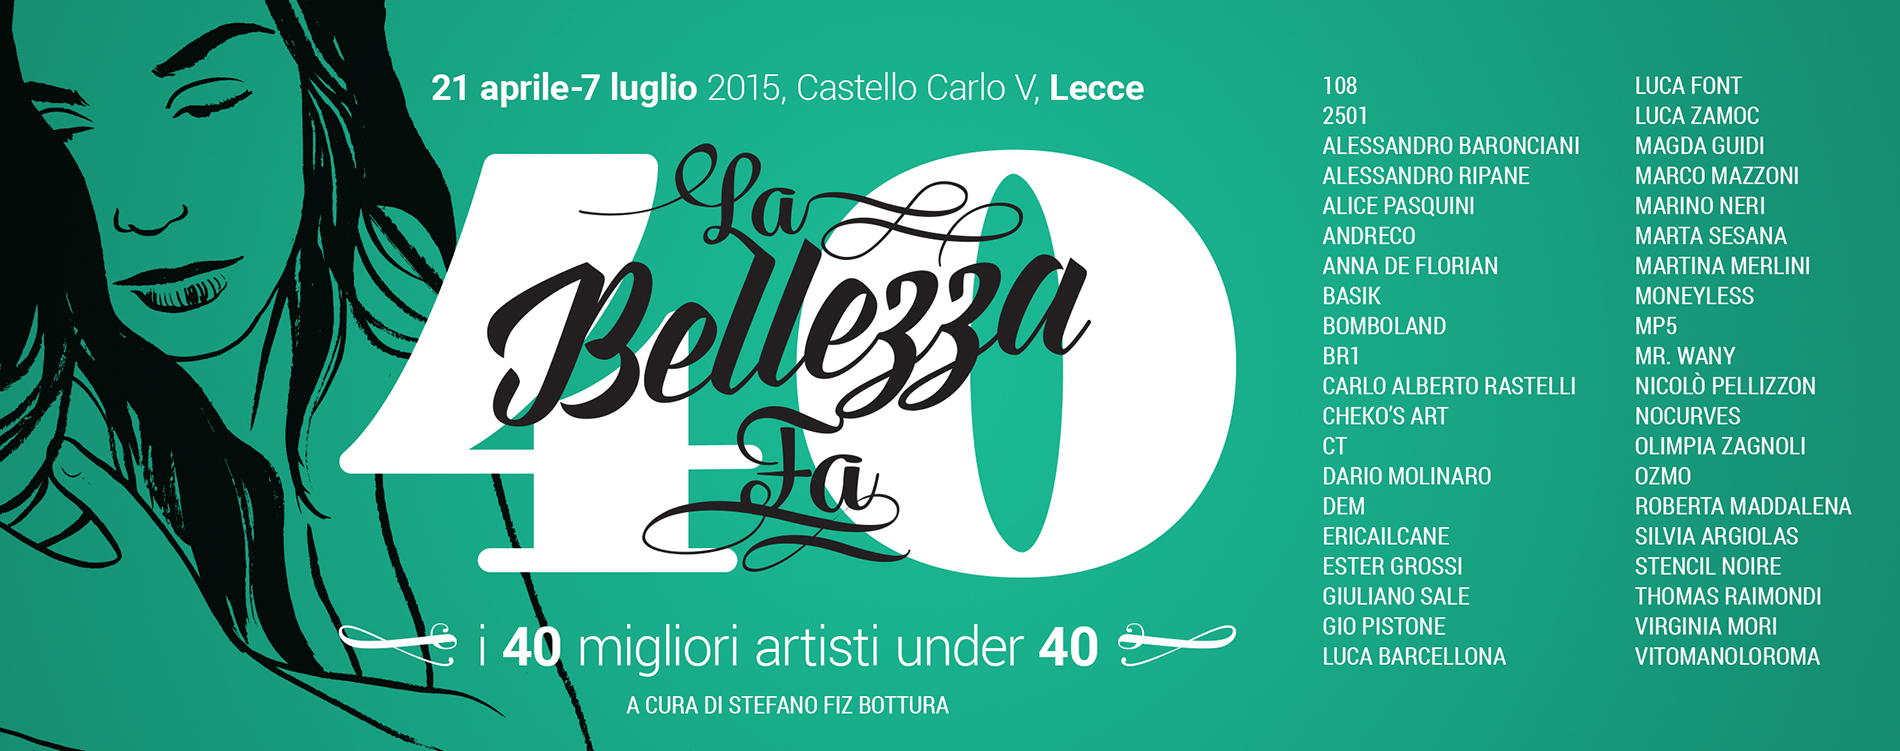 21 aprile-7 luglio 2015, Castello Carlo V, Lecce
40
La
Bellezza
Fa
i 40 migliori artisti under 40
A CURA DI STEFANO FIZ BOTTURA
108
2501
ALESSANDRO BARONCIANI
ALESSANDRO RIPANE
ALICE PASQUINI
ANDRECO
ANNA DE FLORIAN
BASIK
BOMBOLAND
BR1
CARLO ALBERTO RASTELLI
CHEKO'S ART
CT
DARIO MOLINARO
DEM
ERICAILCANE
ESTER GROSSI
GIULIANO SALE
GIO PISTONE
LUCA BARCELLONA
LUCA FONT
LUCA ZAMOC
MAGDA GUIDI
MARCO MAZZONI
MARINO NERI
MARTA SESANA
MARTINA MERLINI
MONEYLESS
MP5
MR. WANY
NICOLÒ PELLIZZON
NOCURVES
OLIMPIA ZAGNOLI
OZMO
ROBERTA MADDALENA
SILVIA ARGIOLAS
STENCIL NOIRE
THOMAS RAIMONDI
VIRGINIA MORI
VITOMANOLOROMA